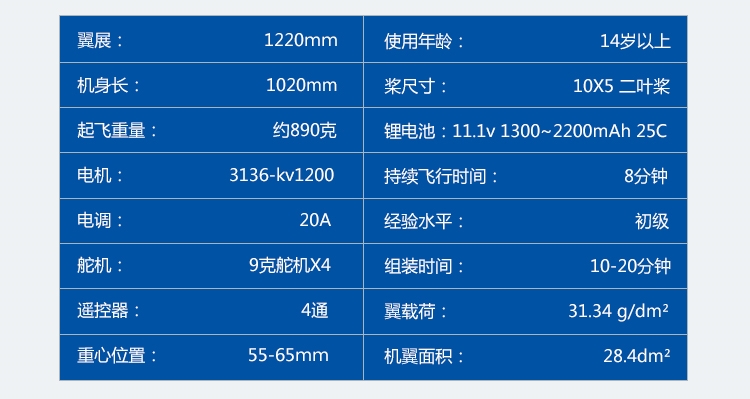 翼展： 1220mm 使用年龄： 14岁以上
机身长： 1020mm 桨尺寸： 10X5 二叶桨
起飞重量： 约890克 锂电池：11.1v 1300~2200mAh 25C
电机： 3136-kv1200 持续飞行时间： 8分钟
电调： 20A 经验水平： 初级
舵机： 9克舵机X4 组装时间： 10-20分钟
遥控器： 4通 翼载荷： 31.34 g/dm²
重心位置： 55-65mm 机翼面积： 28.4dm²